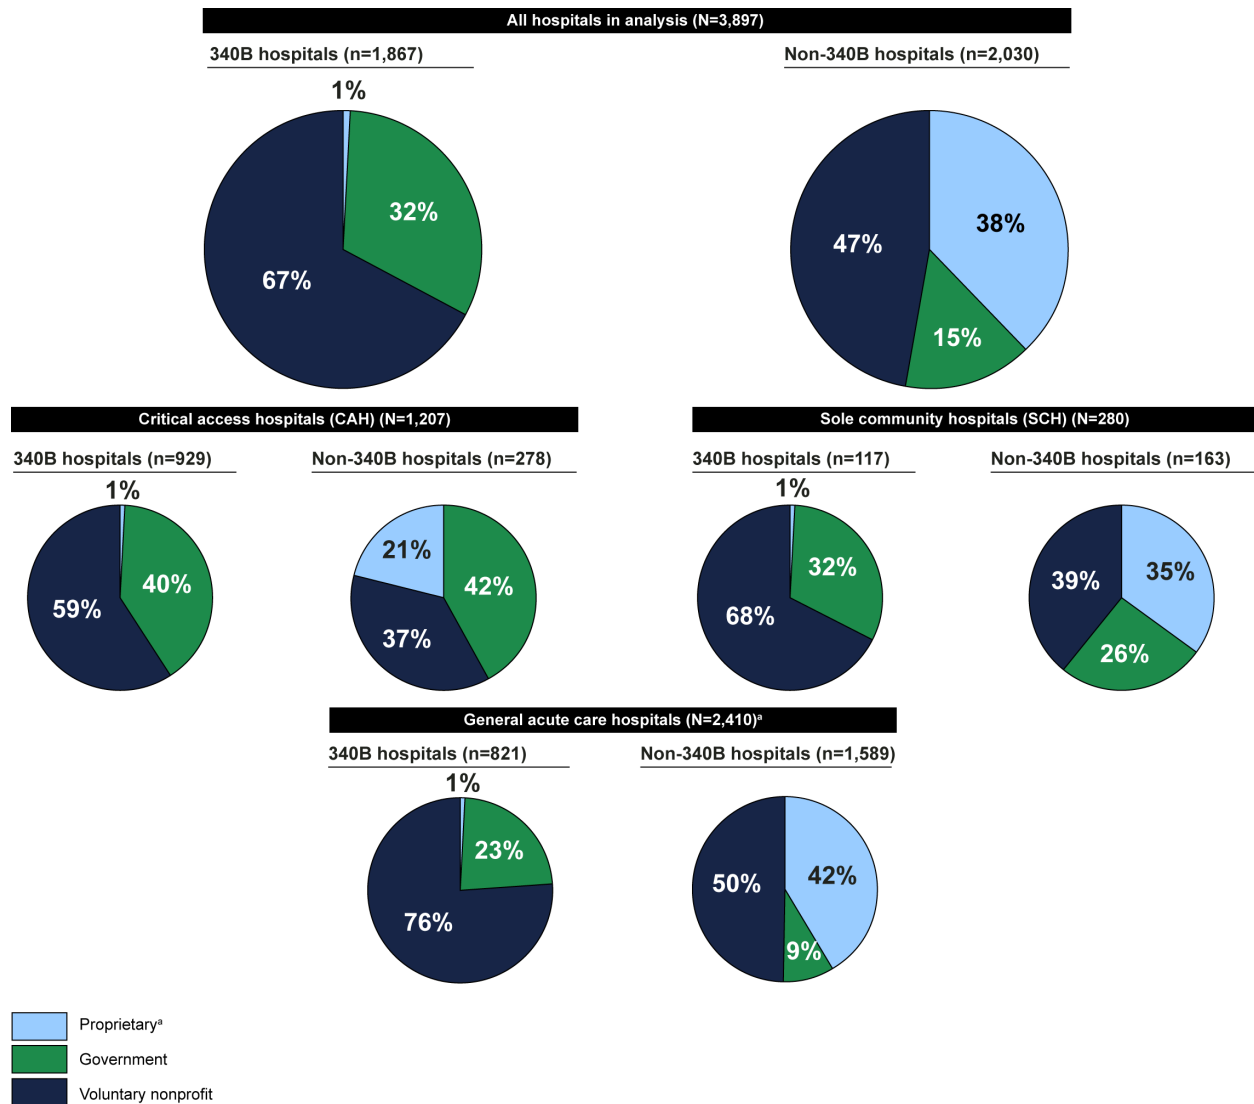 All hospitals in analysis (N=3,897)
340B hospitals (n=1,867)
Non-340B hospitals (n=2,030)
1%
32%
67%
38%
47%
15%
Critical access hospitals (CAH) (N=1,207)
Sole community hospitals (SCH) (N=280)
340B hospitals (n=929)
Non-340B hospitals (n=278)
340B hospitals (n=117)
Non-340B hospitals (n=163)
1%
40%
59%
21%
42%
37%
1%
32%
68%
35%
39%
26%
General acute care hospitals (N=2,410)ª
340B hospitals (n=821)
Non-340B hospitals (n=1,589)
1%
23%
76%
42%
50%
9%
Proprietaryª
Government
Voluntary nonprofit